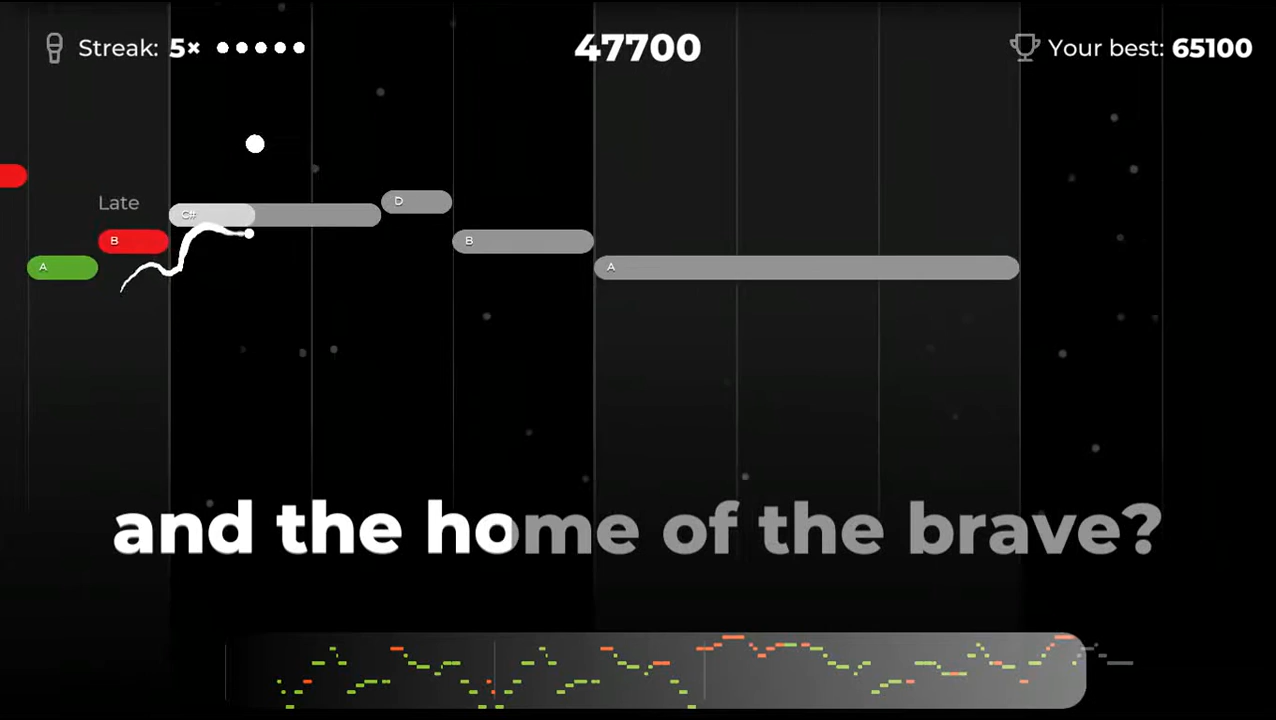 Streak: 5× 47700 Your best: 65100
D
Late C#
B B
A A
and the home of the brave?